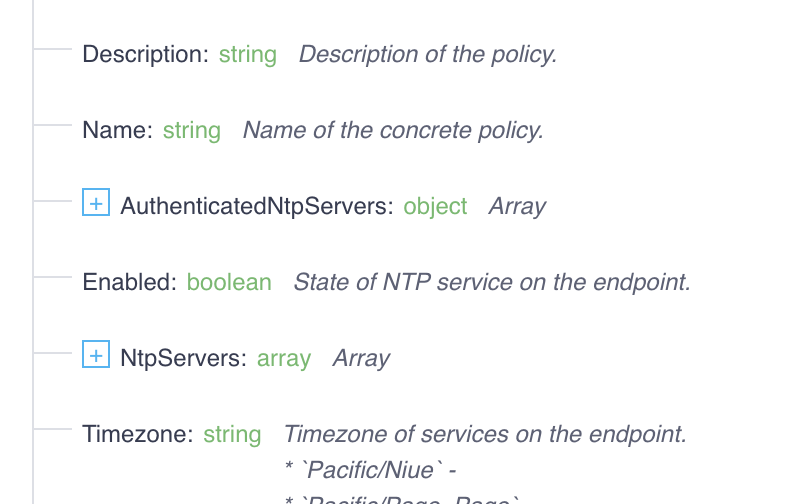 Description: string Description of the policy.
Name: string Name of the concrete policy.
+ AuthenticatedNtpServers: object Array
Enabled: boolean State of NTP service on the endpoint.
+ NtpServers: array Array
Timezone: string Timezone of services on the endpoint.
* `Pacific/Niue` -
* `Pacific/Pago_Pago`